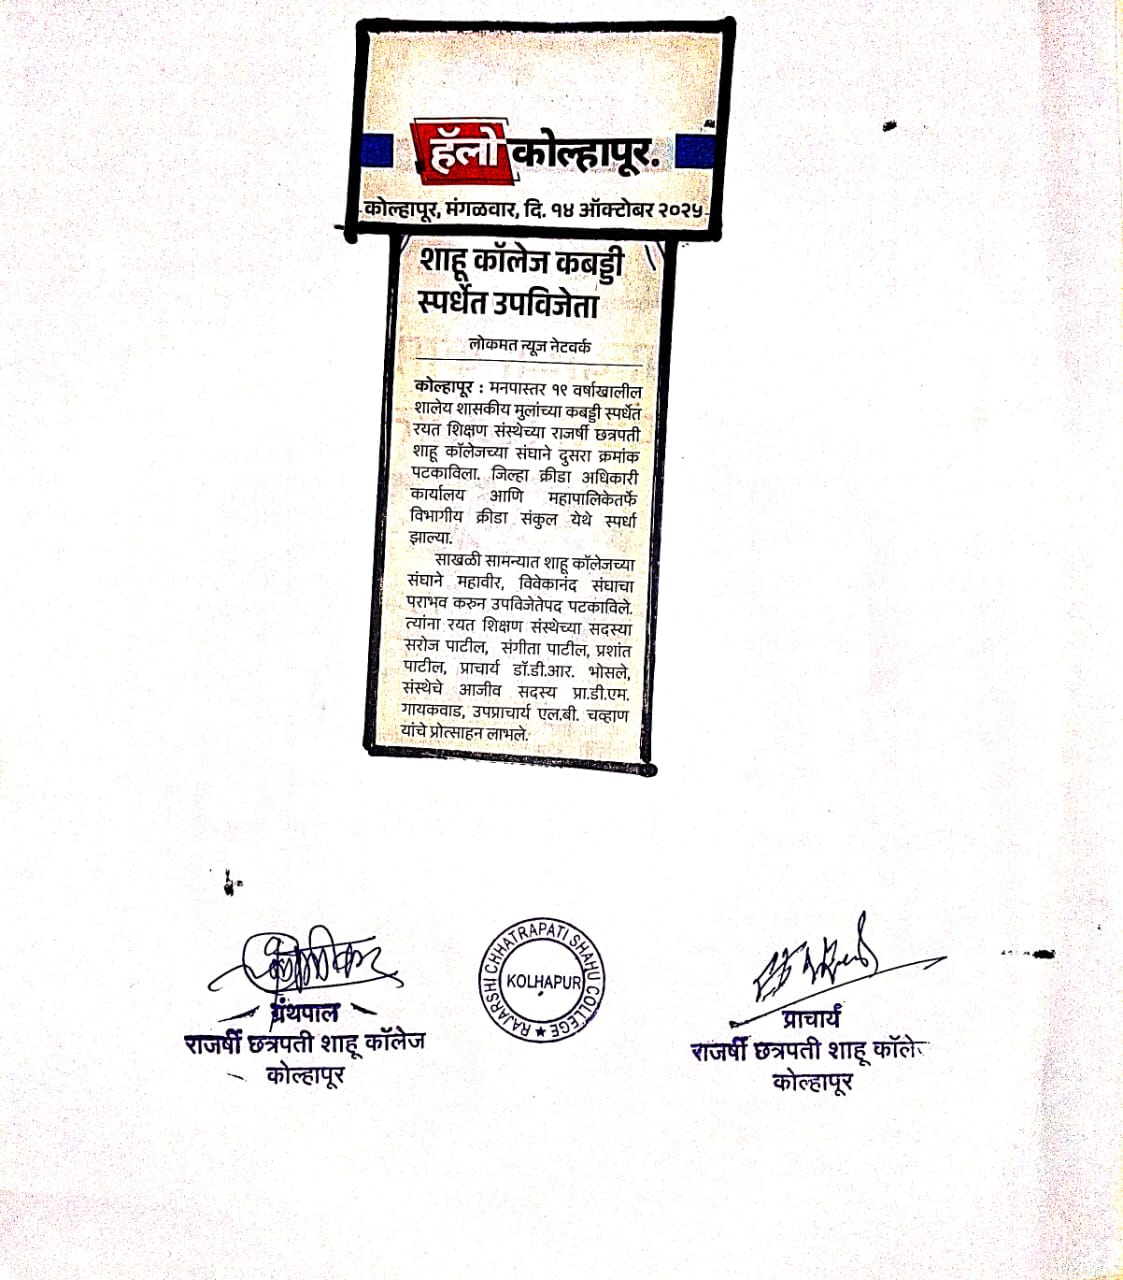 हॅलो कोल्हापूर.
कोल्हापूर, मंगळवार, दि. १४ ऑक्टोबर २०२५
शाहू कॉलेज कबड्डी
स्पर्धेत उपविजेता
लोकमत न्यूज नेटवर्क
कोल्हापूर : मनपास्तर १९ वर्षाखालील
शालेय शासकीय मुलांच्या कबड्डी स्पर्धेत
रयत शिक्षण संस्थेच्या राजर्षी छत्रपती
शाहू कॉलेजच्या संघाने दुसरा क्रमांक
पटकाविला. जिल्हा क्रीडा अधिकारी
कार्यालय आणि महापालिकेतर्फे
विभागीय क्रीडा संकुल येथे स्पर्धा
झाल्या.
साखळी सामन्यात शाहू कॉलेजच्या
संघाने महावीर, विवेकानंद संघाचा
पराभव करुन उपविजेतेपद पटकाविले.
त्यांना रयत शिक्षण संस्थेच्या सदस्या
सरोज पाटील, संगीता पाटील, प्रशांत
पाटील, प्राचार्य डॉ.डी.आर. भोसले,
संस्थेचे आजीव सदस्य प्रा.डी.एम.
गायकवाड, उपप्राचार्य एल.बी. चव्हाण
यांचे प्रोत्साहन लाभले.
ग्रंथपाल
राजर्षी छत्रपती शाहू कॉलेज
कोल्हापूर
RAJARSHI CHHATRAPATI SHAHU COLLEGE ★
KOLHAPUR
प्राचार्य
राजर्षी छत्रपती शाहू कॉले
कोल्हापूर